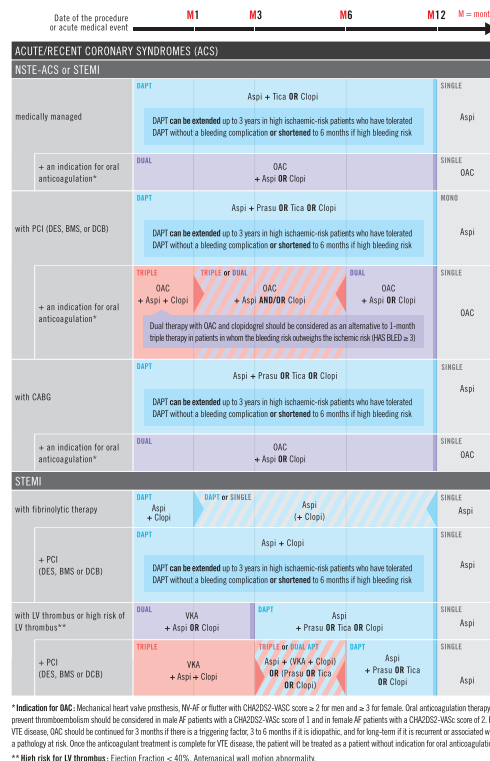 Date of the procedure
or acute medical event
M1
M3
M6
M12
M = mont
ACUTE/RECENT CORONARY SYNDROMES (ACS)
NSTE-ACS or STEMI
medically managed
DAPT
Aspi + Tica OR Clopi
DAPT can be extended up to 3 years in high ischaemic-risk patients who have tolerated
DAPT without a bleeding complication or shortened to 6 months if high bleeding risk
SINGLE
Aspi
+ an indication for oral
anticoagulation*
DUAL
OAC
+ Aspi OR Clopi
SINGLE
OAC
with PCI (DES, BMS, or DCB)
DAPT
Aspi + Prasu OR Tica OR Clopi
DAPT can be extended up to 3 years in high ischaemic-risk patients who have tolerated
DAPT without a bleeding complication or shortened to 6 months if high bleeding risk
MONO
Aspi
+ an indication for oral
anticoagulation*
TRIPLE
OAC
+ Aspi + Clopi
TRIPLE or DUAL
OAC
+ Aspi AND/OR Clopi
DUAL
OAC
+ Aspi OR Clopi
Dual therapy with OAC and clopidogrel should be considered as an alternative to 1-month
triple therapy in patients in whom the bleeding risk outweighs the ischemic risk (HAS BLED ≥ 3)
SINGLE
OAC
with CABG
DAPT
Aspi + Prasu OR Tica OR Clopi
DAPT can be extended up to 3 years in high ischaemic-risk patients who have tolerated
DAPT without a bleeding complication or shortened to 6 months if high bleeding risk
SINGLE
Aspi
+ an indication for oral
anticoagulation*
DUAL
OAC
+ Aspi OR Clopi
SINGLE
OAC
STEMI
with fibrinolytic therapy
DAPT
Aspi
+ Clopi
DAPT or SINGLE
Aspi
(+ Clopi)
SINGLE
Aspi
+ PCI
(DES, BMS or DCB)
DAPT
Aspi + Clopi
DAPT can be extended up to 3 years in high ischaemic-risk patients who have tolerated
DAPT without a bleeding complication or shortened to 6 months if high bleeding risk
SINGLE
Aspi
with LV thrombus or high risk of
LV thrombus**
DUAL
VKA
+ Aspi OR Clopi
DAPT
Aspi
+ Prasu OR Tica OR Clopi
SINGLE
Aspi
+ PCI
(DES, BMS or DCB)
TRIPLE
VKA
+ Aspi + Clopi
TRIPLE or DUAL APT
Aspi + (VKA + Clopi)
OR (Prasu OR Tica
OR Clopi)
DAPT
Aspi
+ Prasu OR Tica
OR Clopi
SINGLE
Aspi
* Indication for OAC: Mechanical heart valve prosthesis, NV-AF or flutter with CHA2DS2-VASC score ≥ 2 for men and ≥ 3 for female. Oral anticoagulation therapy
prevent thromboembolism should be considered in male AF patients with a CHA2DS2-VASc score of 1 and in female AF patients with a CHA2DS2-VASc score of 2.
VTE disease, OAC should be continued for 3 months if there is a triggering factor, 3 to 6 months if it is idiopathic, and for long-term if it is recurrent or associated w
a pathology at risk. Once the anticoagulant treatment is complete for VTE disease, the patient will be treated as a patient without indication for oral anticoagulatio
** High risk for LV thrombus: Ejection Fraction < 40%, Antemanical wall motion abnormality.